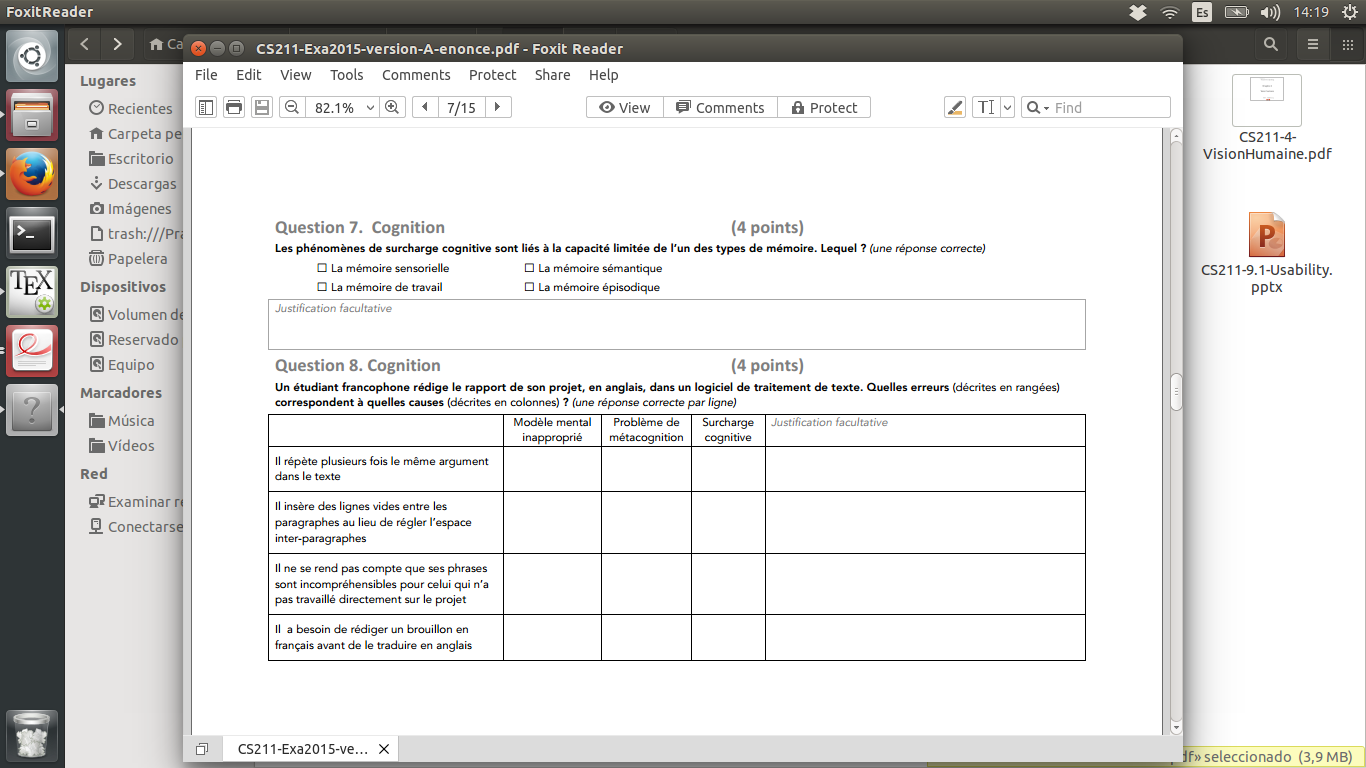 FoxitReader
Es
14:19
Ca
CS211-Exa2015-version-A-enonce.pdf - Foxit Reader
File Edit View Tools Comments Protect Share Help
82.1%
7/15
View
Comments
Protect
Find
Lugares
Recientes
Carpeta pe
Escritorio
Descargas
Imágenes
trash:///Pra
Papelera
Dispositivos
Volumen de
Reservado
Equipo
Marcadores
Música
Vídeos
Red
Examinar re
Conectarse
Question 7. Cognition (4 points)
Les phénomènes de surcharge cognitive sont liés à la capacité limitée de l'un des types de mémoire. Lequel ? (une réponse correcte)
☐ La mémoire sensorielle ☐ La mémoire sémantique
☐ La mémoire de travail ☐ La mémoire épisodique
Justification facultative
Question 8. Cognition (4 points)
Un étudiant francophone rédige le rapport de son projet, en anglais, dans un logiciel de traitement de texte. Quelles erreurs (décrites en rangées)
correspondent à quelles causes (décrites en colonnes) ? (une réponse correcte par ligne)
Modèle mental
inapproprié
Problème de
métacognition
Surcharge
cognitive
Justification facultative
Il répète plusieurs fois le même argument
dans le texte
Il insère des lignes vides entre les
paragraphes au lieu de régler l'espace
inter-paragraphes
Il ne se rend pas compte que ses phrases
sont incompréhensibles pour celui qui n'a
pas travaillé directement sur le projet
Il a besoin de rédiger un brouillon en
français avant de le traduire en anglais
CS211-Exa2015-ve...
CS211-4-
VisionHumaine.pdf
P
CS211-9.1-Usability.
pptx
df» seleccionado (3,9 MB)
TEX